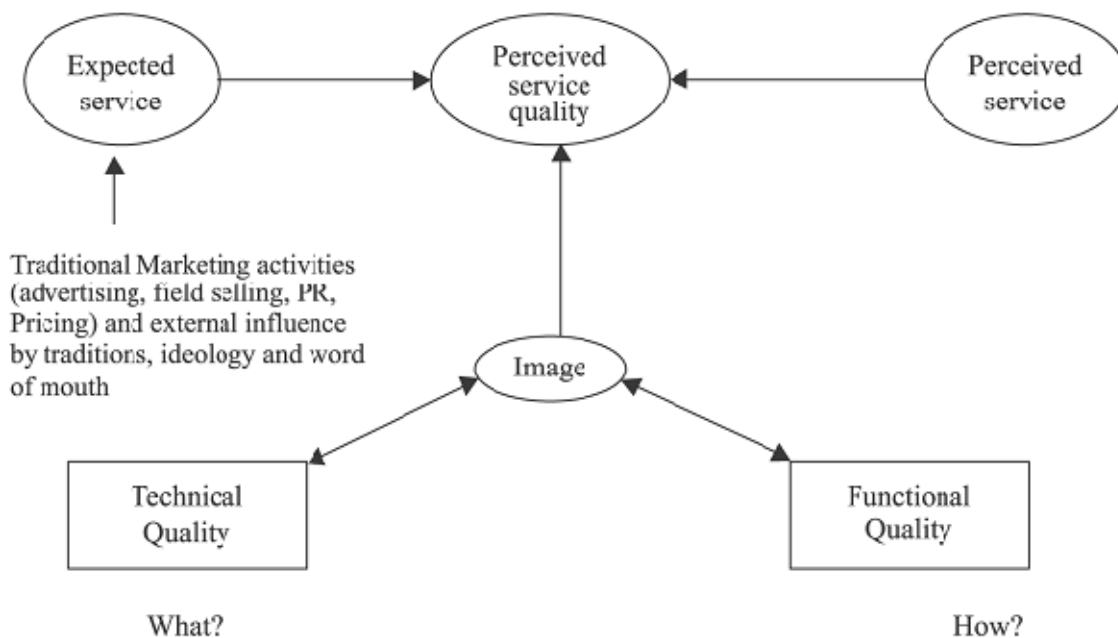 Expected
service
Perceived
service
quality
Perceived
service
Traditional Marketing activities
(advertising, field selling, PR,
Pricing) and external influence
by traditions, ideology and word
of mouth
Image
Technical
Quality
Functional
Quality
What?
How?